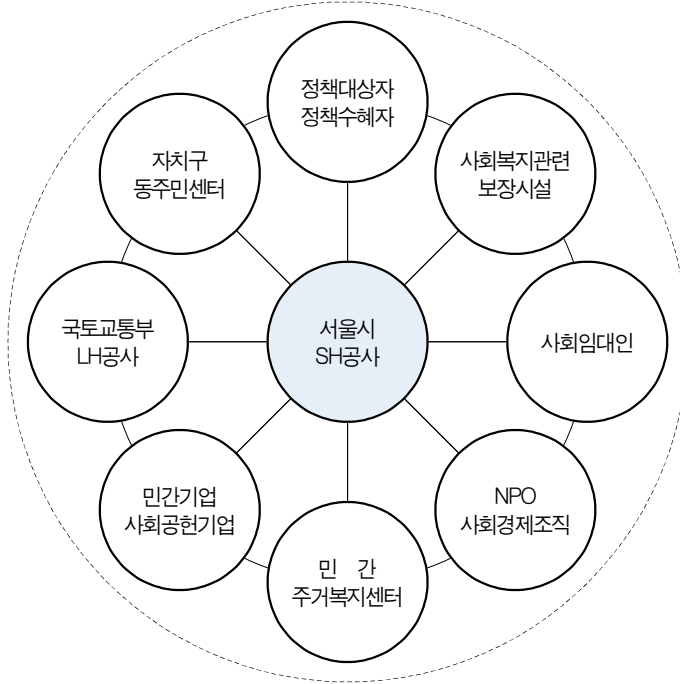 정책대상자
정책수혜자
자치구
동주민센터
사회복지관련
보장시설
국토교통부
LH공사
서울시
SH공사
사회임대인
민간기업
사회공헌기업
NPO
사회경제조직
민 간
주거복지센터